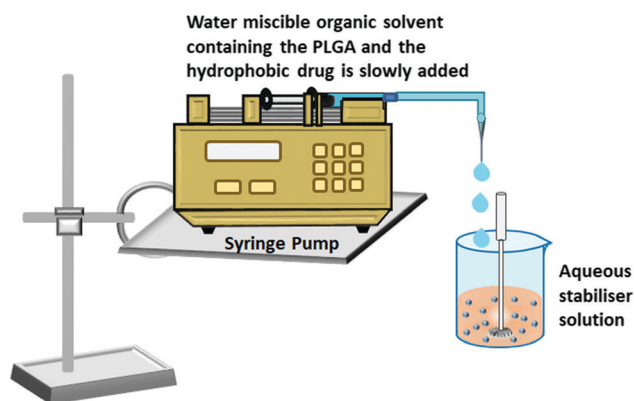 Water miscible organic solvent
containing the PLGA and the
hydrophobic drug is slowly added
Syringe Pump
Aqueous
stabiliser
solution